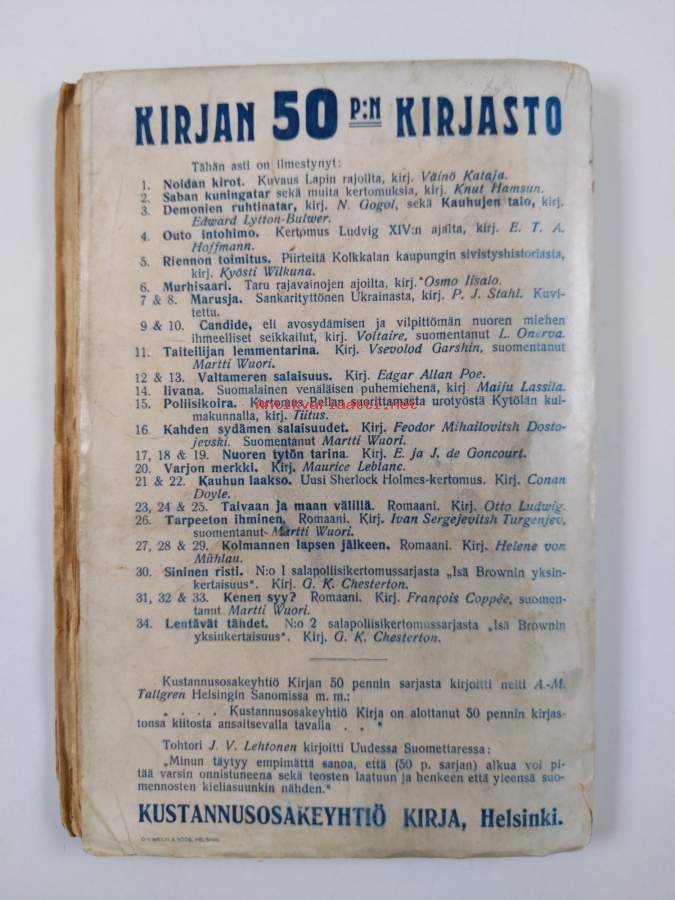 KIRJAN 50 P:N KIRJASTO
Tähän asti on ilmestynyt:
1. Noidan kirot. Kuvaus Lapin rajoilta, kirj. Väinö Kataja.
2. Saban kuningatar sekä muita kertomuksia, kirj. Knut Hamsun.
3. Demonien ruhtinatar, kirj. N. Gogol, sekä Kauhujen talo, kirj.
Edward Lytton-Bulwer.
4. Outo intohimo. Kertomus Ludvig XIV:n ajalta, kirj. E. T. A.
Hoffmann.
5. Riennon toimitus. Piirteitä Kolkkalan kaupungin sivistyshistoriasta,
kirj. Kyösti Wilkuna.
6. Murhisaari. Taru rajavainojen ajoilta, kirj. Osmo Iisalo.
7 & 8. Marusja. Sankarityttönen Ukrainasta, kirj. P. J. Stahl. Kuvi-
tettu.
9 & 10. Candide, eli avosydämisen ja vilpittömän nuoren miehen
ihmeelliset seikkailut, kirj. Voltaire, suomentanut L. Onerva.
11. Taiteilijan lemmentarina. Kirj. Vsevolod Garshin, suomentanut
Martti Wuori.
12 & 13. Valtameren salaisuus. Kirj. Edgar Allan Poe.
14. Iivana. Suomalainen venäläisen puhemiehenä, kirj. Maiju Lassila.
15. Poliisikoira. Kertomus Bellan suorittamasta urotyöstä Kytölän kul-
makunnalla, kirj. Tiitus.
antikvariaatti.net
16. Kahden sydämen salaisuudet. Kirj. Feodor Mihailovitsh Dosto-
jevski. Suomentanut Martti Wuori.
17, 18 & 19. Nuoren tytön tarina. Kirj. E. ja J. de Goncourt.
20. Varjon merkki. Kirj. Maurice Leblanc.
21 & 22. Kauhun laakso. Uusi Sherlock Holmes-kertomus. Kirj. Conan
Doyle.
23, 24 & 25. Taivaan ja maan välillä. Romaani. Kirj. Otto Ludwig.
26. Tarpeeton ihminen. Romaani. Kirj. Ivan Sergejevitsh Turgenjev,
suomentanut Martti Wuori.
27, 28 & 29. Kolmannen lapsen jälkeen. Romaani. Kirj. Helene von
Mühlau.
30. Sininen risti. N:o 1 salapoliisikertomussarjasta „Isä Brownin yksin-
kertaisuus". Kirj. G. K. Chesterton.
31, 32 & 33. Kenen syy? Romaani. Kirj. François Coppée, suomen-
tanut Martti Wuori.
34. Lentävät tähdet. N:o 2 salapoliisikertomussarjasta „Isä Brownin
yksinkertaisuus". Kirj. G. K. Chesterton.
Kustannusosakeyhtiö Kirjan 50 pennin sarjasta kirjoitti neiti A.-M.
Tallgren Helsingin Sanomissa m. m.:
„. . . . Kustannusosakeyhtiö Kirja on alottanut 50 pennin kirjas-
tonsa kiitosta ansaitsevalla tavalla . . ."
Tohtori J. V. Lehtonen kirjoitti Uudessa Suomettaressa:
„Minun täytyy empimättä sanoa, että (50 p. sarjan) alkua voi pi-
tää varsin onnistuneena sekä teosten laatuun ja henkeen että yleensä suo-
mennosten kieliasuunkin nähden."
KUSTANNUSOSAKEYHTIÖ KIRJA, Helsinki.